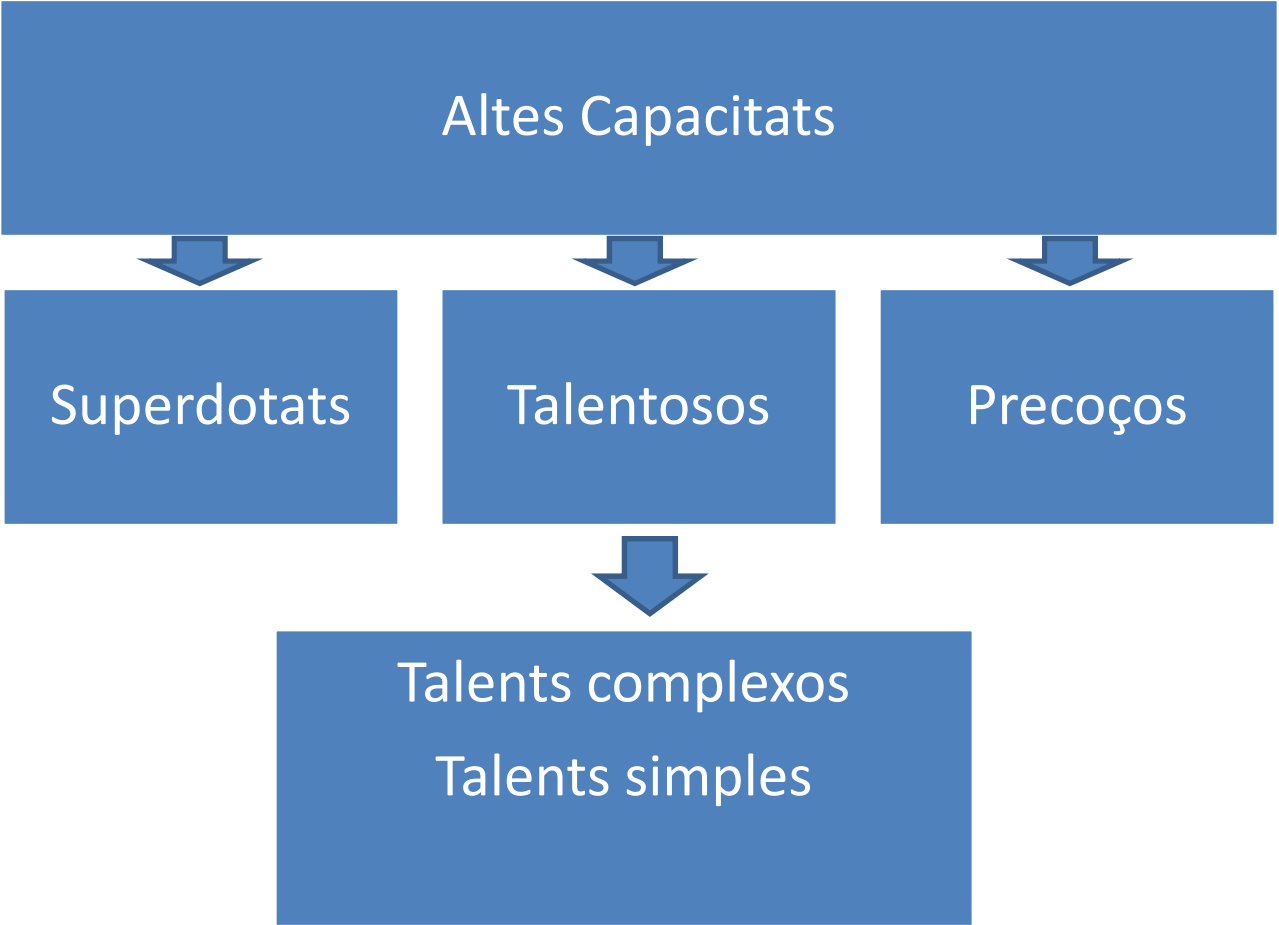 Altes Capacitats
Superdotats
Talentosos
Precoços
Talents complexos
Talents simples